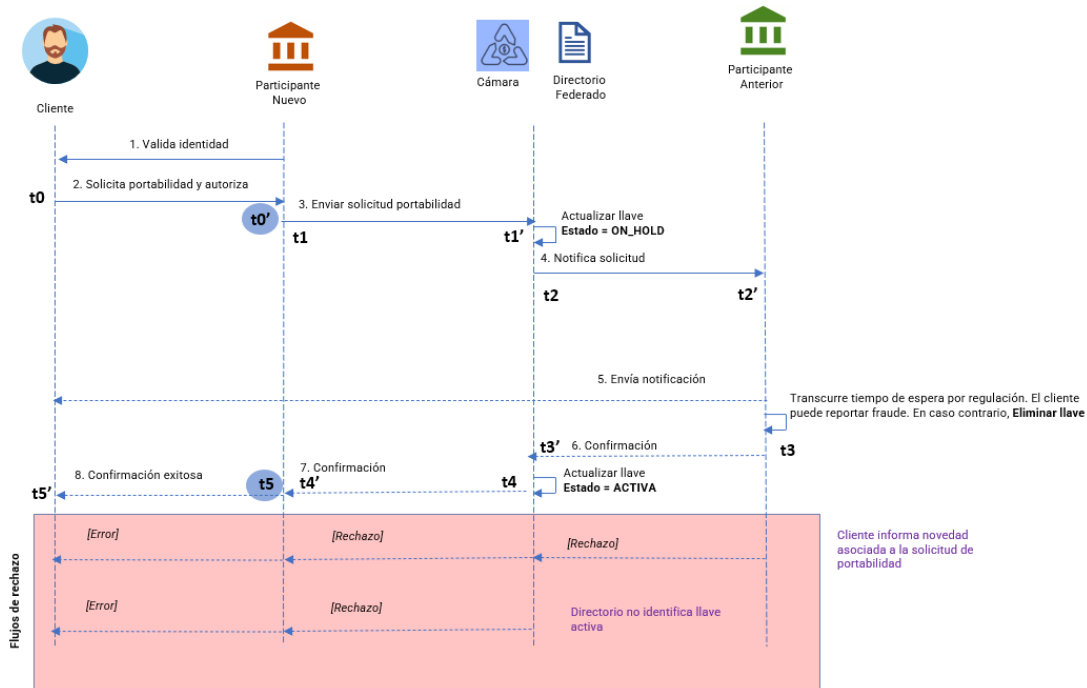 Cliente
Participante
Nuevo
Cámara
Directorio
Federado
Participante
Anterior
1. Valida identidad
t0
2. Solicita portabilidad y autoriza
t0’
3. Enviar solicitud portabilidad
t1
t1’
Actualizar llave
Estado = ON_HOLD
4. Notifica solicitud
t2
t2’
5. Envía notificación
Transcurre tiempo de espera por regulación. El cliente
puede reportar fraude. En caso contrario, Eliminar llave
t3’
6. Confirmación
t3
8. Confirmación exitosa
7. Confirmación
t5’
t5
t4’
t4
Actualizar llave
Estado = ACTIVA
Flujos de rechazo
[Error]
[Rechazo]
[Rechazo]
Cliente informa novedad
asociada a la solicitud de
portabilidad
[Error]
[Rechazo]
Directorio no identifica llave
activa